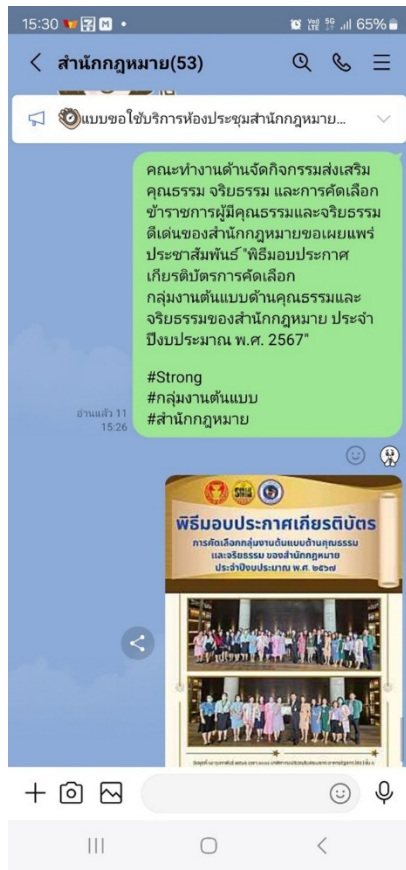 15:30
65%
สำนักกฎหมาย(53)
แบบขอใช้บริการห้องประชุมสำนักกฎหมาย...
คณะทำงานด้านจัดกิจกรรมส่งเสริม
คุณธรรม จริยธรรม และการคัดเลือก
ข้าราชการผู้มีคุณธรรมและจริยธรรม
ดีเด่นของสำนักกฎหมายขอเผยแพร่
ประชาสัมพันธ์ "พิธีมอบประกาศ
เกียรติบัตรการคัดเลือก
กลุ่มงานต้นแบบด้านคุณธรรมและ
จริยธรรมของสำนักกฎหมาย ประจำ
ปีงบประมาณ พ.ศ. 2567"
#Strong
#กลุ่มงานต้นแบบ
#สำนักกฎหมาย
อ่านแล้ว 11
15:26
พิธีมอบประกาศเกียรติบัตร
การคัดเลือกกลุ่มงานต้นแบบด้านคุณธรรม
และจริยธรรม ของสำนักกฎหมาย
ประจำปีงบประมาณ พ.ศ. ๒๕๖๗